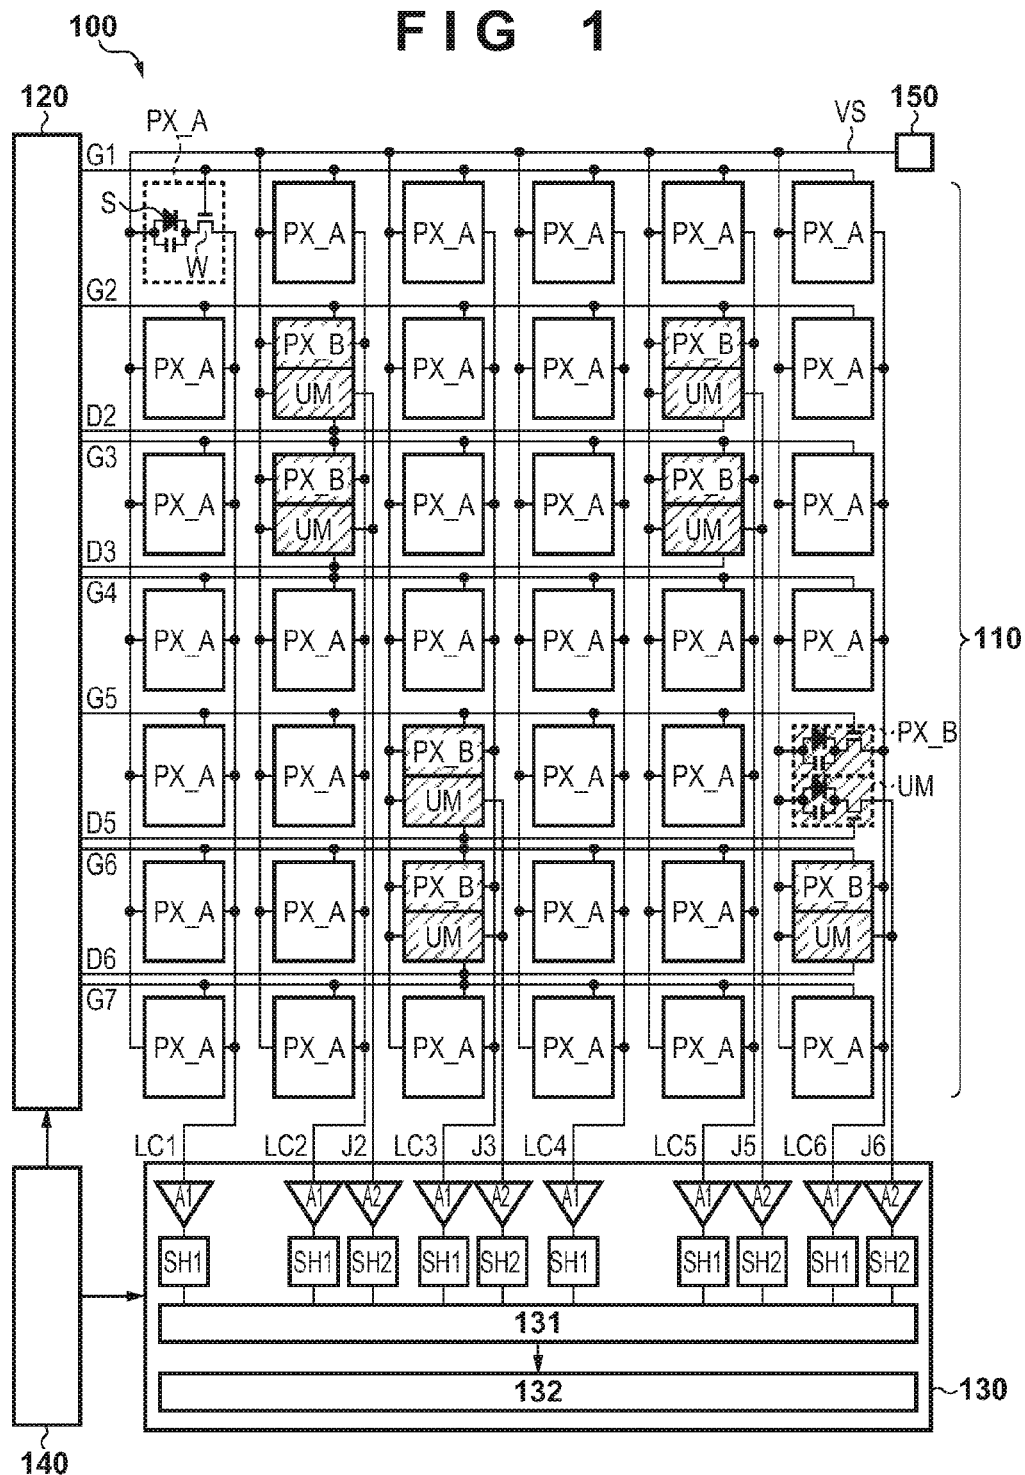 FIG 1
100
120
PX_A
VS
150
G1
S
W
PX_A PX_A PX_A PX_A PX_A
G2
PX_A PX_B PX_A PX_A PX_B PX_A
UM UM
D2
G3
PX_A PX_B PX_A PX_A PX_B PX_A
UM UM
D3
G4
PX_A PX_A PX_A PX_A PX_A PX_A
110
G5
PX_A PX_A PX_B PX_A PX_A PX_B
UM UM
D5
G6
PX_A PX_A PX_B PX_A PX_A PX_B
UM UM
D6
G7
PX_A PX_A PX_A PX_A PX_A PX_A
LC1 LC2 J2 LC3 J3 LC4 LC5 J5 LC6 J6
A1 A1 A2 A1 A2 A1 A1 A2 A1 A2
SH1 SH1 SH2 SH1 SH2 SH1 SH1 SH2 SH1 SH2
131
132
130
140